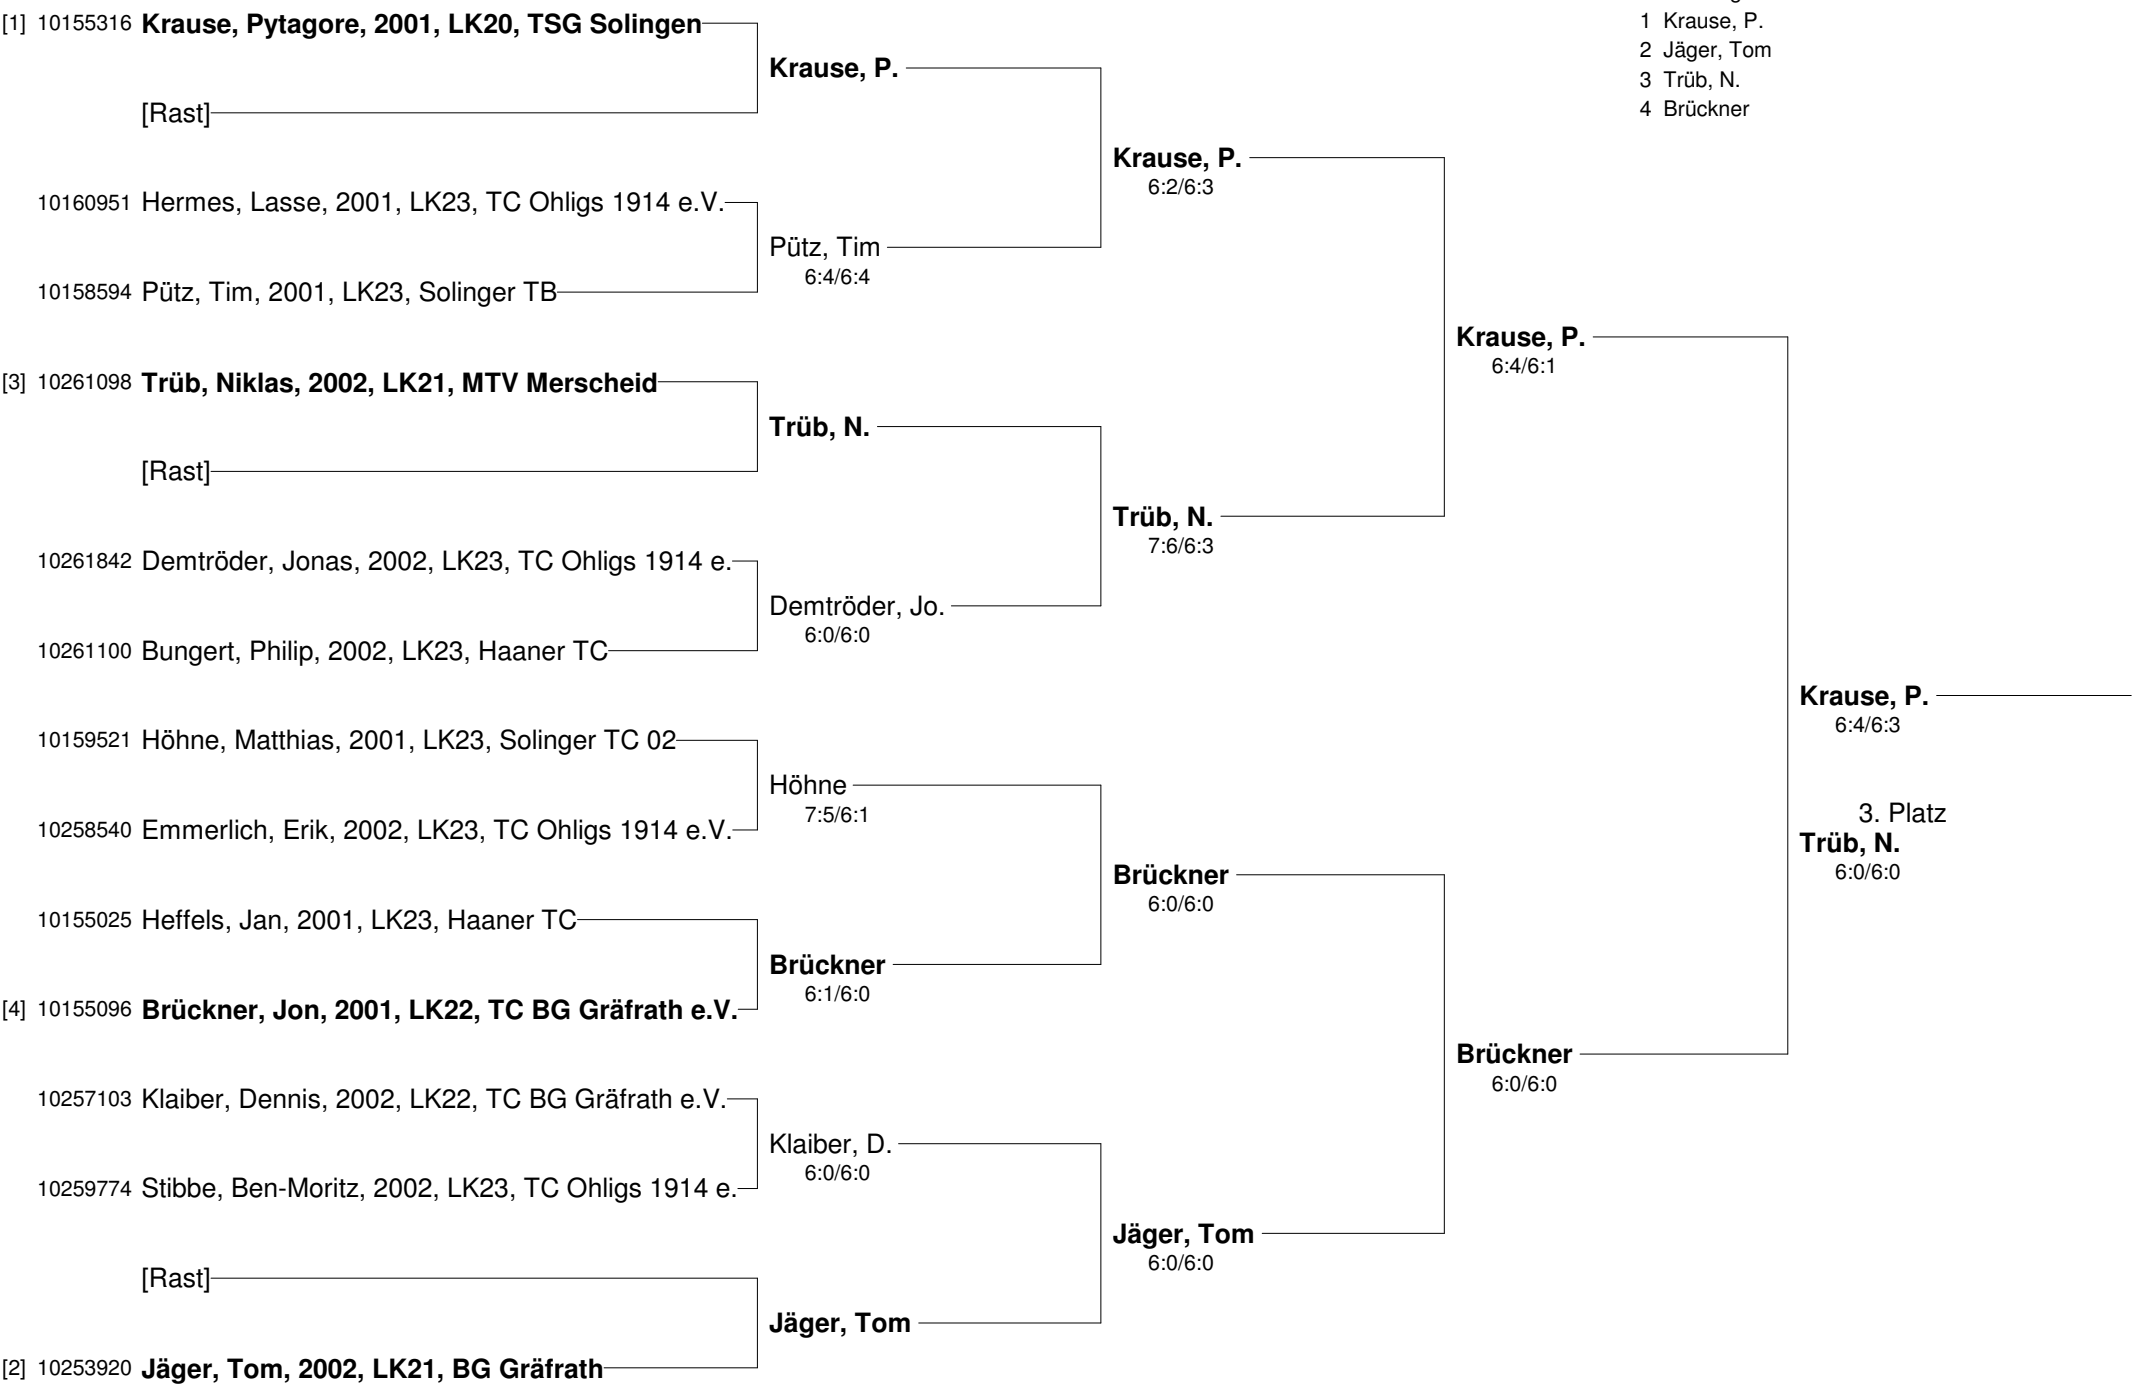 [1] 10155316 Krause, Pytagore, 2001, LK20, TSG Solingen
[Rast]
10160951 Hermes, Lasse, 2001, LK23, TC Ohligs 1914 e.V.
10158594 Pütz, Tim, 2001, LK23, Solinger TB
[3] 10261098 Trüb, Niklas, 2002, LK21, MTV Merscheid
[Rast]
10261842 Demtröder, Jonas, 2002, LK23, TC Ohligs 1914 e.
10261100 Bungert, Philip, 2002, LK23, Haaner TC
10159521 Höhne, Matthias, 2001, LK23, Solinger TC 02
10258540 Emmerlich, Erik, 2002, LK23, TC Ohligs 1914 e.V.
10155025 Heffels, Jan, 2001, LK23, Haaner TC
[4] 10155096 Brückner, Jon, 2001, LK22, TC BG Gräfrath e.V.
10257103 Klaiber, Dennis, 2002, LK22, TC BG Gräfrath e.V.
10259774 Stibbe, Ben-Moritz, 2002, LK23, TC Ohligs 1914 e.
[Rast]
[2] 10253920 Jäger, Tom, 2002, LK21, BG Gräfrath
Krause, P.
Pütz, Tim
6:4/6:4
Trüb, N.
Demtröder, Jo.
6:0/6:0
Höhne
7:5/6:1
Brückner
6:1/6:0
Klaiber, D.
6:0/6:0
Jäger, Tom
Krause, P.
6:2/6:3
Trüb, N.
7:6/6:3
Brückner
6:0/6:0
Jäger, Tom
6:0/6:0
Krause, P.
6:4/6:1
Brückner
6:0/6:0
Krause, P.
6:4/6:3
3. Platz
Trüb, N.
6:0/6:0
1 Krause, P.
2 Jäger, Tom
3 Trüb, N.
4 Brückner